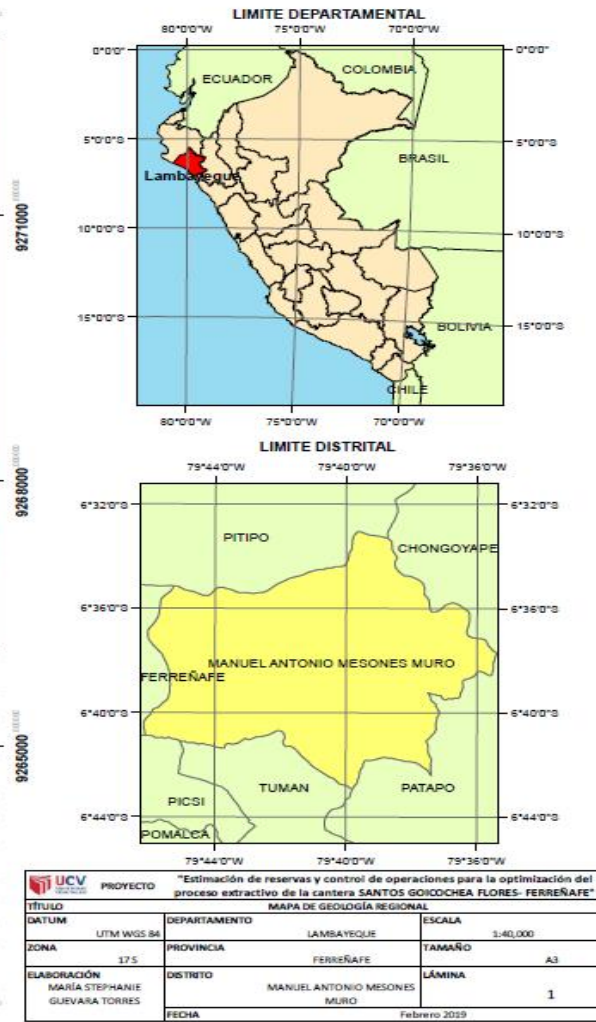 LIMITE DEPARTAMENTAL
80°0'0"W 75°0'0"W 70°0'0"W
0°0'0" 0°0'0"
ECUADOR
COLOMBIA
5°0'0"S 5°0'0"S
BRASIL
Lambayeque
9271000
10°0'0"S 10°0'0"S
15°0'0"S 15°0'0"S
BOLIVIA
CHILE
80°0'0"W 75°0'0"W 70°0'0"W
LIMITE DISTRITAL
79°44'0"W 79°40'0"W 79°36'0"W
9268000
6°32'0"S 6°32'0"S
PITIPO
CHONGOYAPE
6°36'0"S 6°36'0"S
MANUEL ANTONIO MESONES MURO
FERREÑAFE
6°40'0"S 6°40'0"S
9265000
TUMAN
PATAPO
PICSI
6°44'0"S 6°44'0"S
POMALCA
79°44'0"W 79°40'0"W 79°36'0"W
UCV PROYECTO "Estimación de reservas y control de operaciones para la optimización del
proceso extractivo de la cantera SANTOS GOICOCHEA FLORES- FERREÑAFE"
TÍTULO MAPA DE GEOLOGÍA REGIONAL
DATUM DEPARTAMENTO ESCALA
UTM WGS 84 LAMBAYEQUE 1:40,000
ZONA PROVINCIA TAMAÑO
17 S FERREÑAFE A3
ELABORACIÓN DISTRITO LÁMINA
MARÍA STEPHANIE MANUEL ANTONIO MESONES 1
GUEVARA TORRES MURO
FECHA Febrero 2019